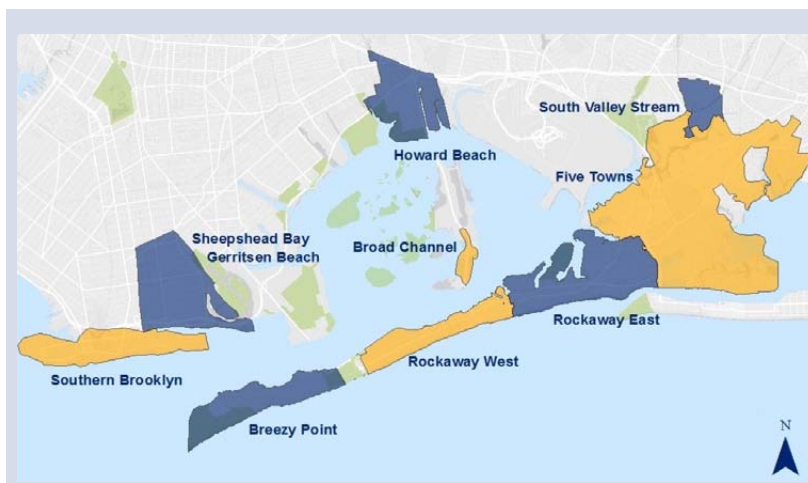 South Valley Stream
Howard Beach
Five Towns
Sheepshead Bay
Gerritsen Beach
Broad Channel
Rockaway East
Rockaway West
Southern Brooklyn
Breezy Point
N